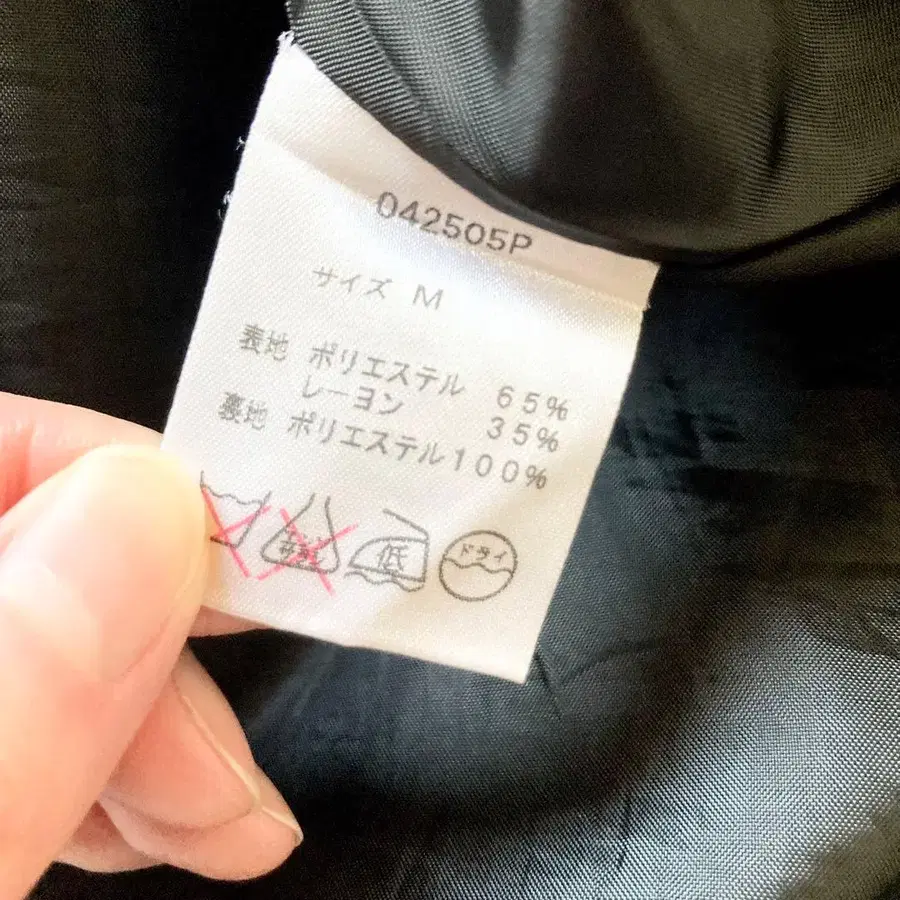 042505P
サイズ M
表地 ポリエステル 65%
レーヨン 35%
裏地 ポリエステル100%
低
ドライ